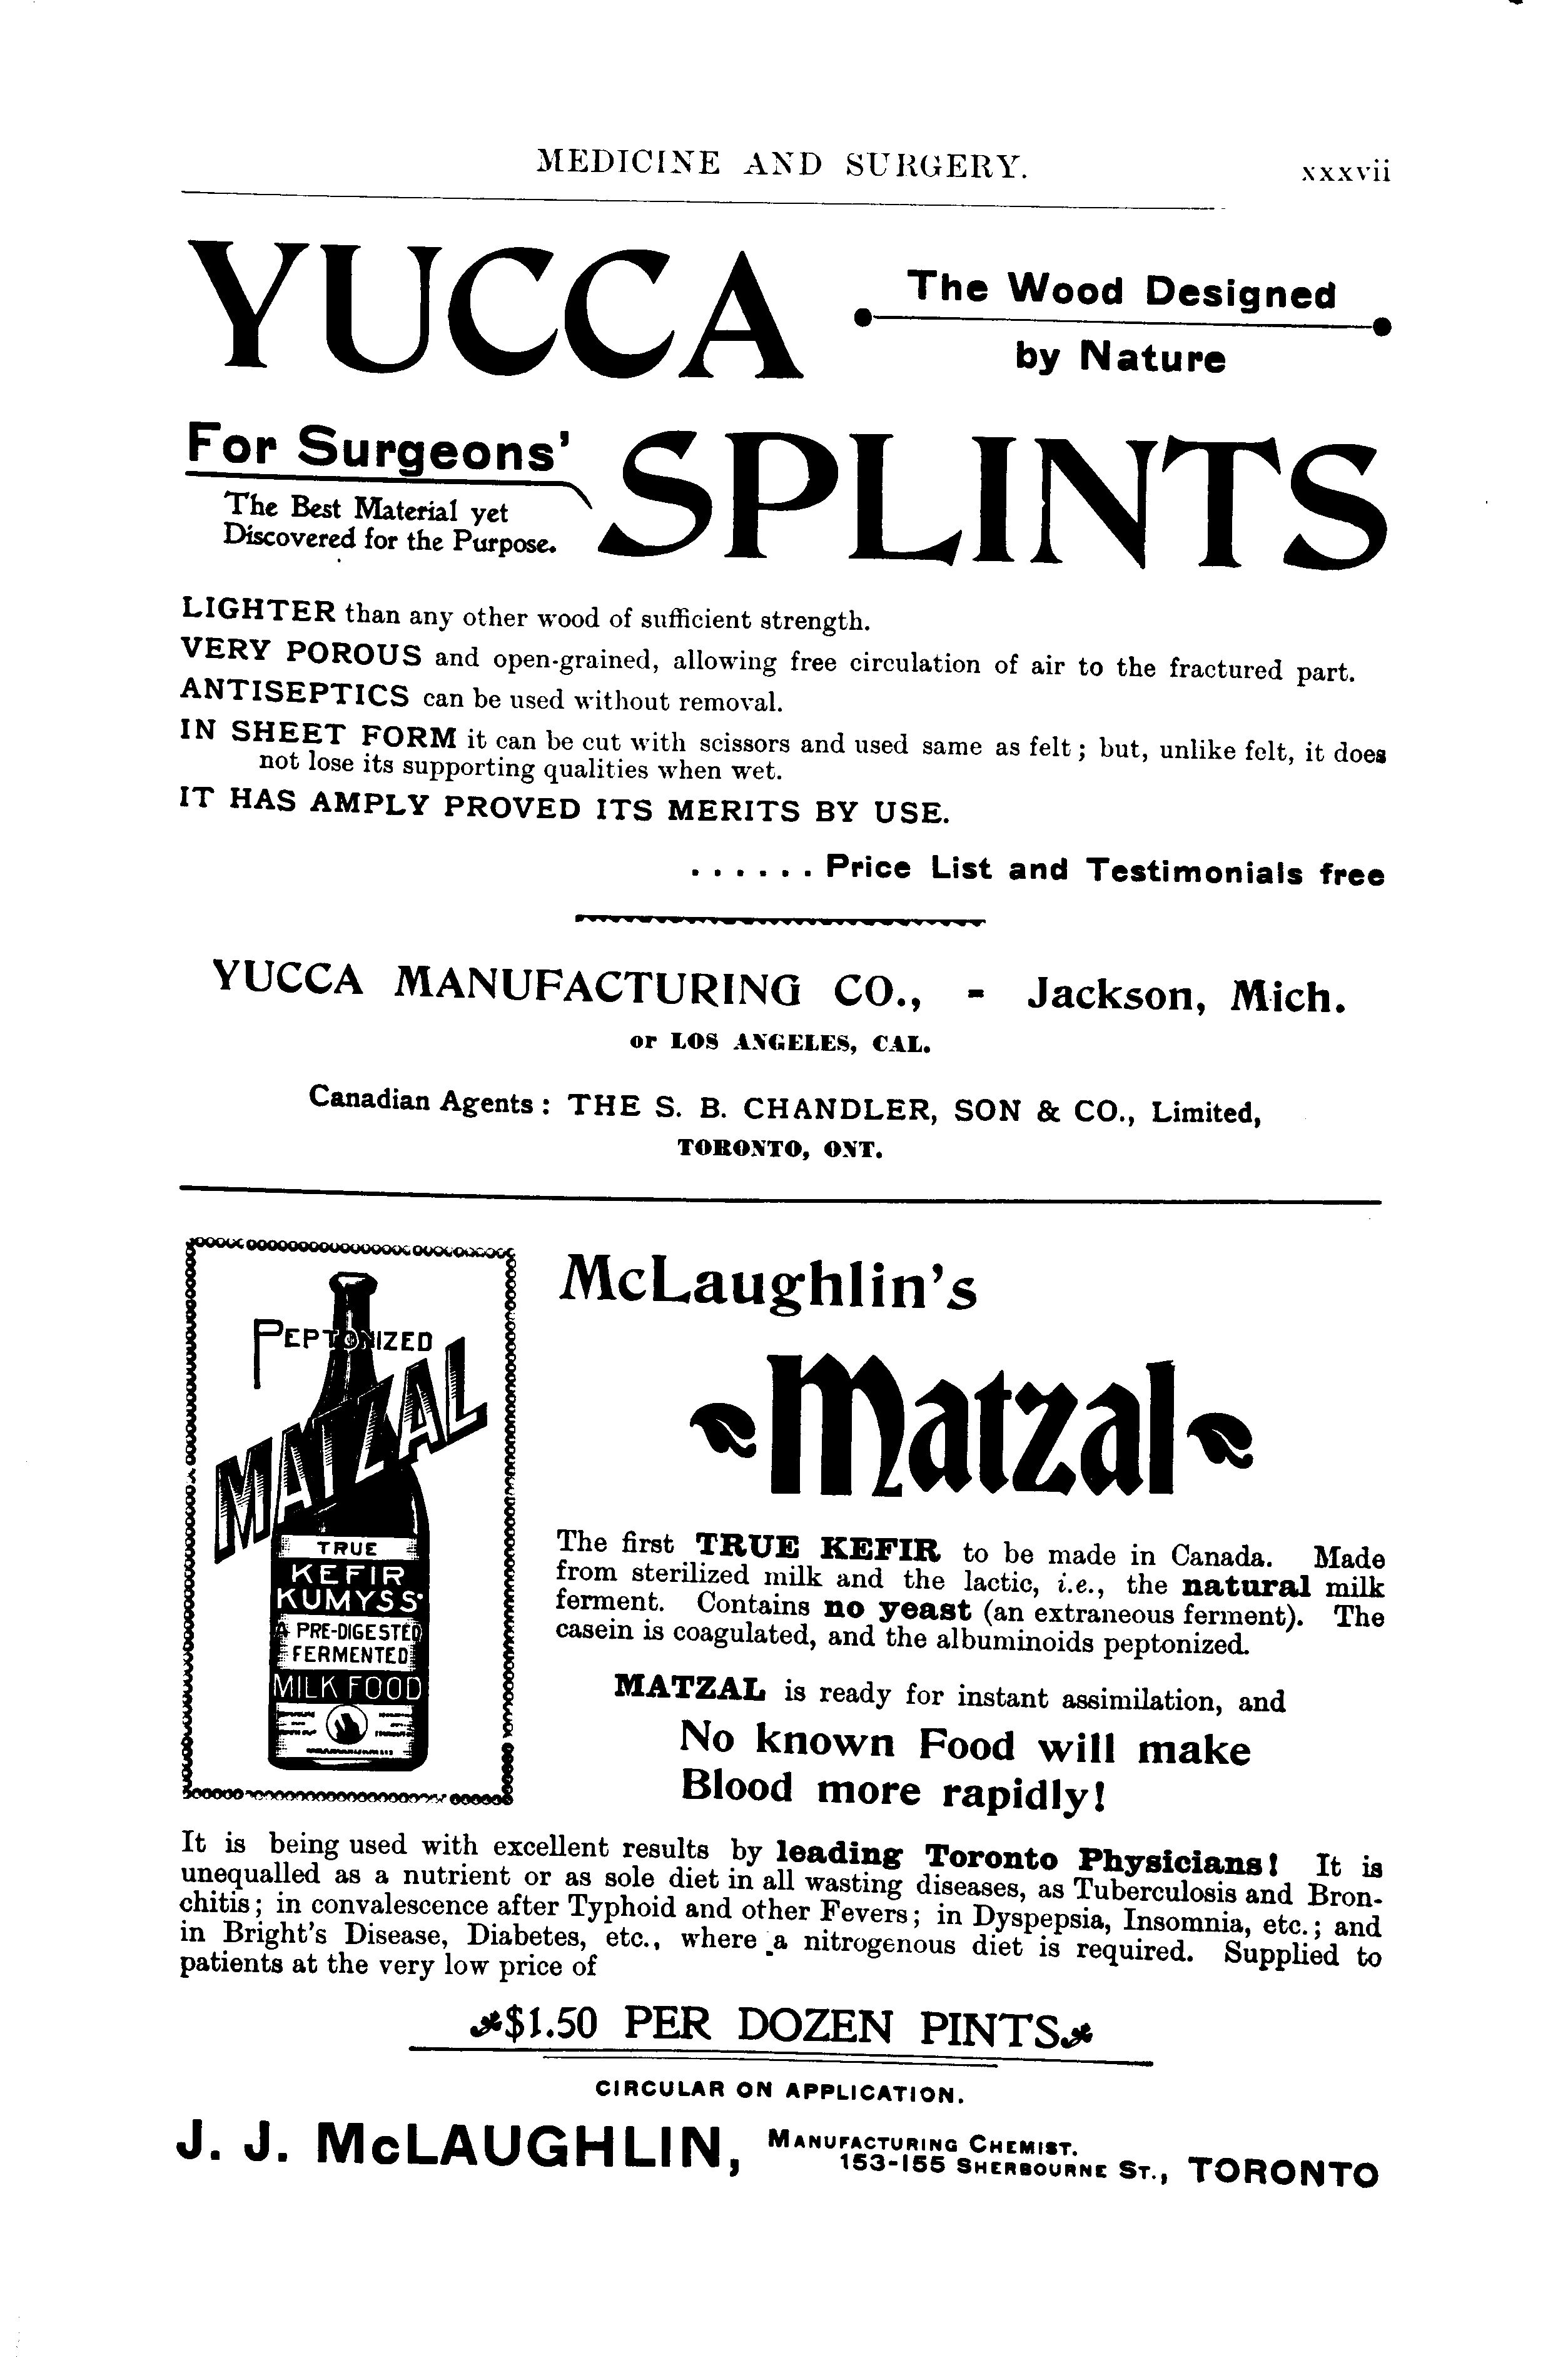 MEDICINE AND SURGERY. xxxvii
YUCCA
The Wood Designed
by Nature
For Surgeons'
The Best Material yet
Discovered for the Purpose.
SPLINTS
LIGHTER than any other wood of sufficient strength.
VERY POROUS and open-grained, allowing free circulation of air to the fractured part.
ANTISEPTICS can be used without removal.
IN SHEET FORM it can be cut with scissors and used same as felt; but, unlike felt, it does
not lose its supporting qualities when wet.
IT HAS AMPLY PROVED ITS MERITS BY USE.
...... Price List and Testimonials free
YUCCA MANUFACTURING CO., - Jackson, Mich.
or LOS ANGELES, CAL.
Canadian Agents: THE S. B. CHANDLER, SON & CO., Limited,
TORONTO, ONT.
PEPTONIZED
MATZAL
TRUE
KEFIR
KUMYSS
A PRE-DIGESTED
FERMENTED
MILK FOOD
McLaughlin's
Matzal
The first TRUE KEFIR to be made in Canada. Made
from sterilized milk and the lactic, i.e., the natural milk
ferment. Contains no yeast (an extraneous ferment). The
casein is coagulated, and the albuminoids peptonized.
MATZAL is ready for instant assimilation, and
No known Food will make
Blood more rapidly!
It is being used with excellent results by leading Toronto Physicians! It is
unequalled as a nutrient or as sole diet in all wasting diseases, as Tuberculosis and Bron-
chitis; in convalescence after Typhoid and other Fevers; in Dyspepsia, Insomnia, etc.; and
in Bright's Disease, Diabetes, etc., where a nitrogenous diet is required. Supplied to
patients at the very low price of
$1.50 PER DOZEN PINTS
CIRCULAR ON APPLICATION.
J. J. McLAUGHLIN, MANUFACTURING CHEMIST.
153-155 SHERBOURNE ST., TORONTO